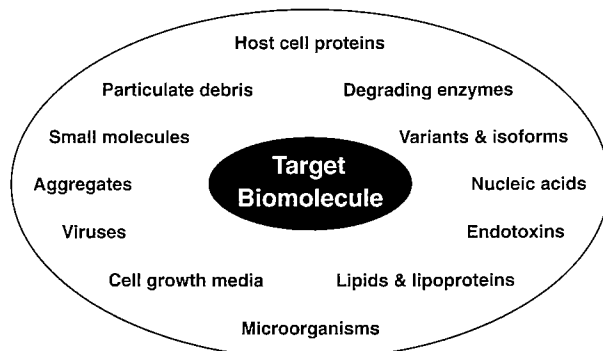 Host cell proteins
Particulate debris
Degrading enzymes
Small molecules
Variants & isoforms
Target
Biomolecule
Aggregates
Nucleic acids
Viruses
Endotoxins
Cell growth media
Lipids & lipoproteins
Microorganisms